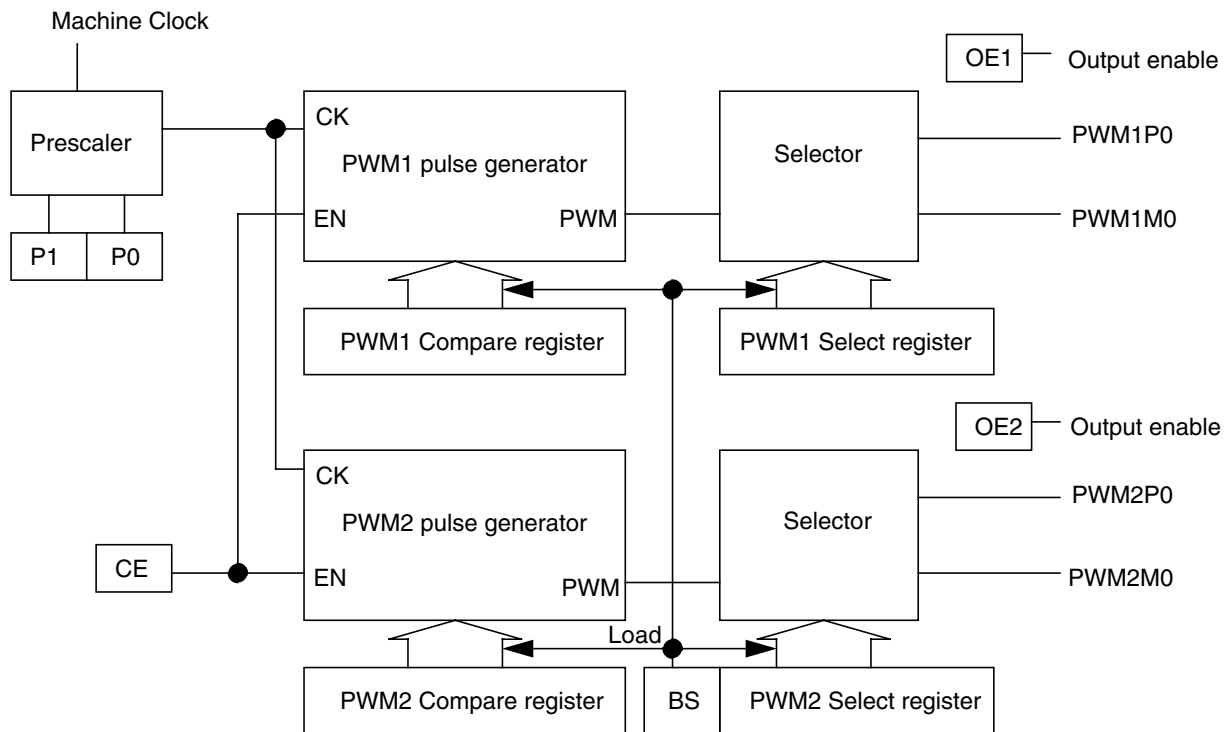 Machine Clock
OE1 Output enable
CK
Prescaler
PWM1 pulse generator
Selector
PWM1P0
EN
PWM
PWM1M0
P1 P0
PWM1 Compare register
PWM1 Select register
OE2 Output enable
CK
PWM2 pulse generator
Selector
PWM2P0
CE
EN
PWM
PWM2M0
Load
PWM2 Compare register
BS
PWM2 Select register